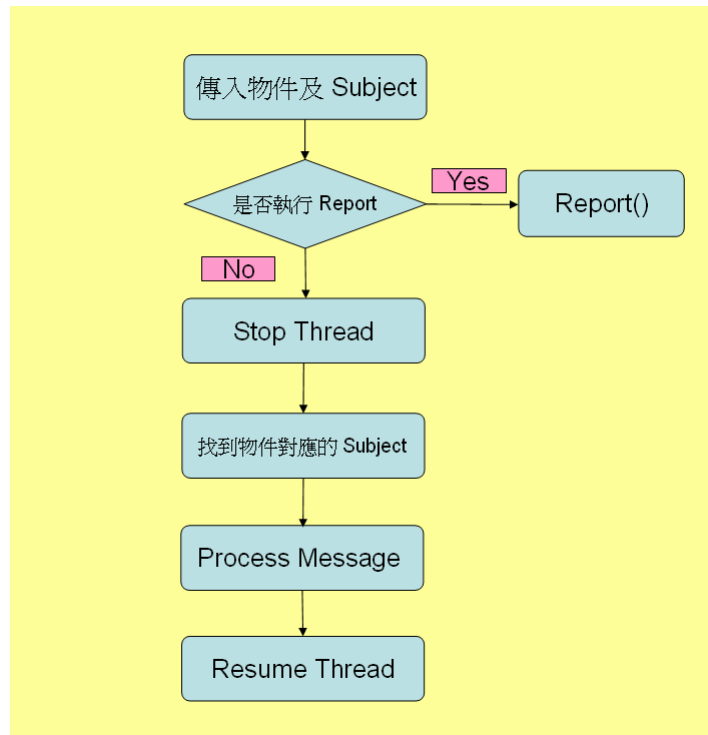 傳入物件及 Subject
是否執行 Report
Yes
Report()
No
Stop Thread
找到物件對應的 Subject
Process Message
Resume Thread